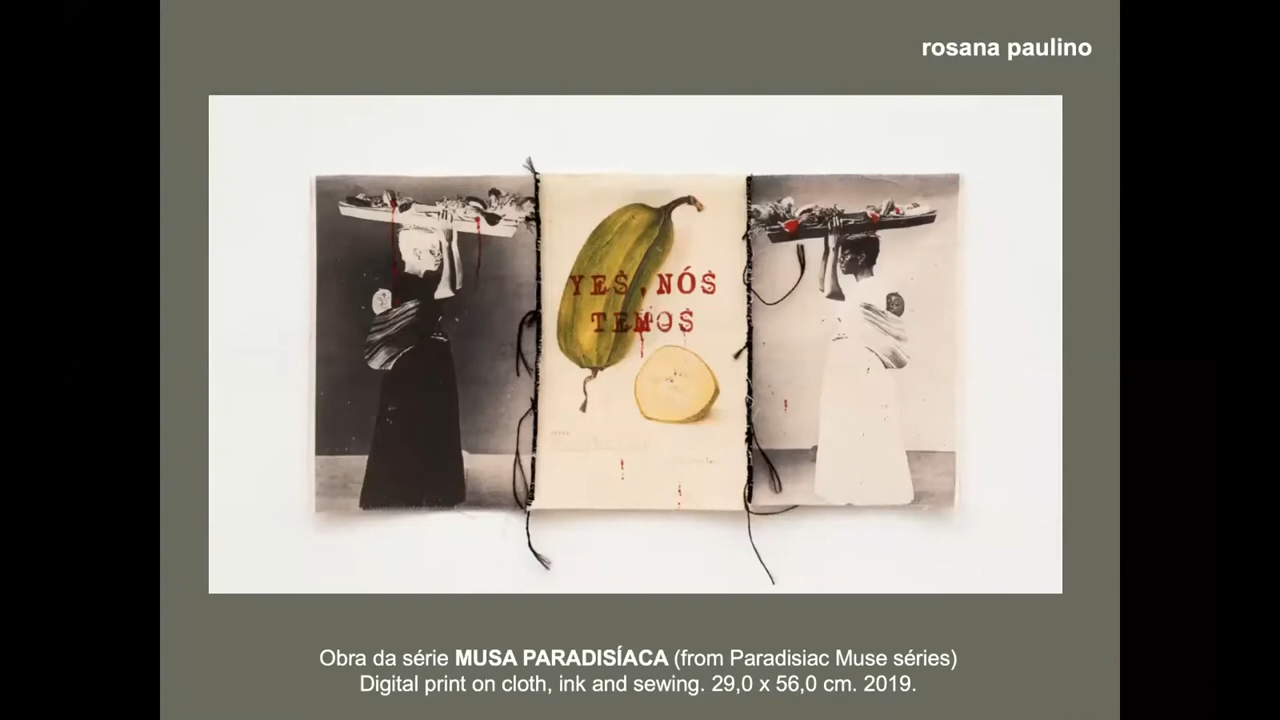 rosana paulino
YES, NÓS
TEMOS
Obra da série MUSA PARADISÍACA (from Paradisiac Muse séries)
Digital print on cloth, ink and sewing. 29,0 x 56,0 cm. 2019.